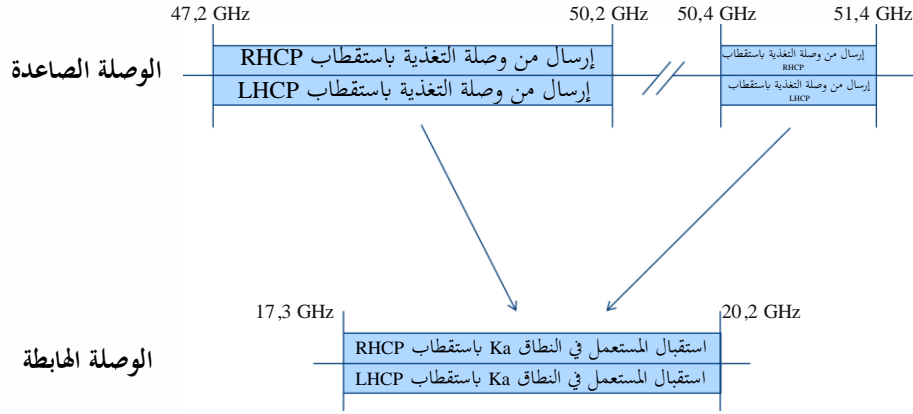 47,2 GHz 50,2 GHz 50,4 GHz 51,4 GHz
الوصلة الصاعدة
إرسال من وصلة التغذية باستقطاب RHCP
إرسال من وصلة التغذية باستقطاب LHCP
إرسال من وصلة التغذية باستقطاب
RHCP
إرسال من وصلة التغذية باستقطاب
LHCP
17,3 GHz 20,2 GHz
الوصلة الهابطة
استقبال المستعمل في النطاق Ka باستقطاب RHCP
استقبال المستعمل في النطاق Ka باستقطاب LHCP